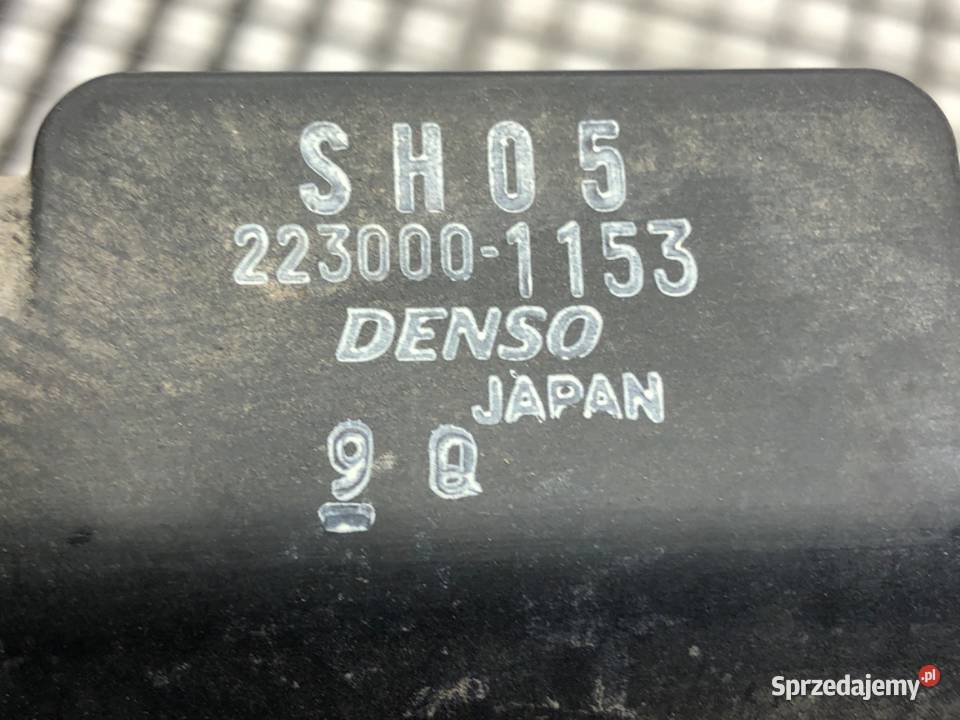 SH05
223000-1153
DENSO
JAPAN
9 Q
Sprzedajemy.pl